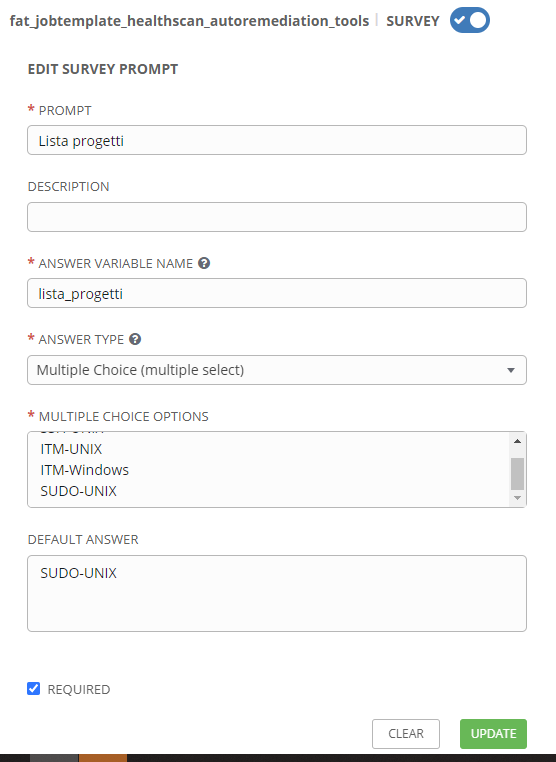 fat_jobtemplate_healthscan_autoremediation_tools | SURVEY
EDIT SURVEY PROMPT
* PROMPT
Lista progetti
DESCRIPTION
* ANSWER VARIABLE NAME ?
lista_progetti
* ANSWER TYPE ?
Multiple Choice (multiple select)
* MULTIPLE CHOICE OPTIONS
ITM-UNIX
ITM-Windows
SUDO-UNIX
DEFAULT ANSWER
SUDO-UNIX
REQUIRED
CLEAR UPDATE